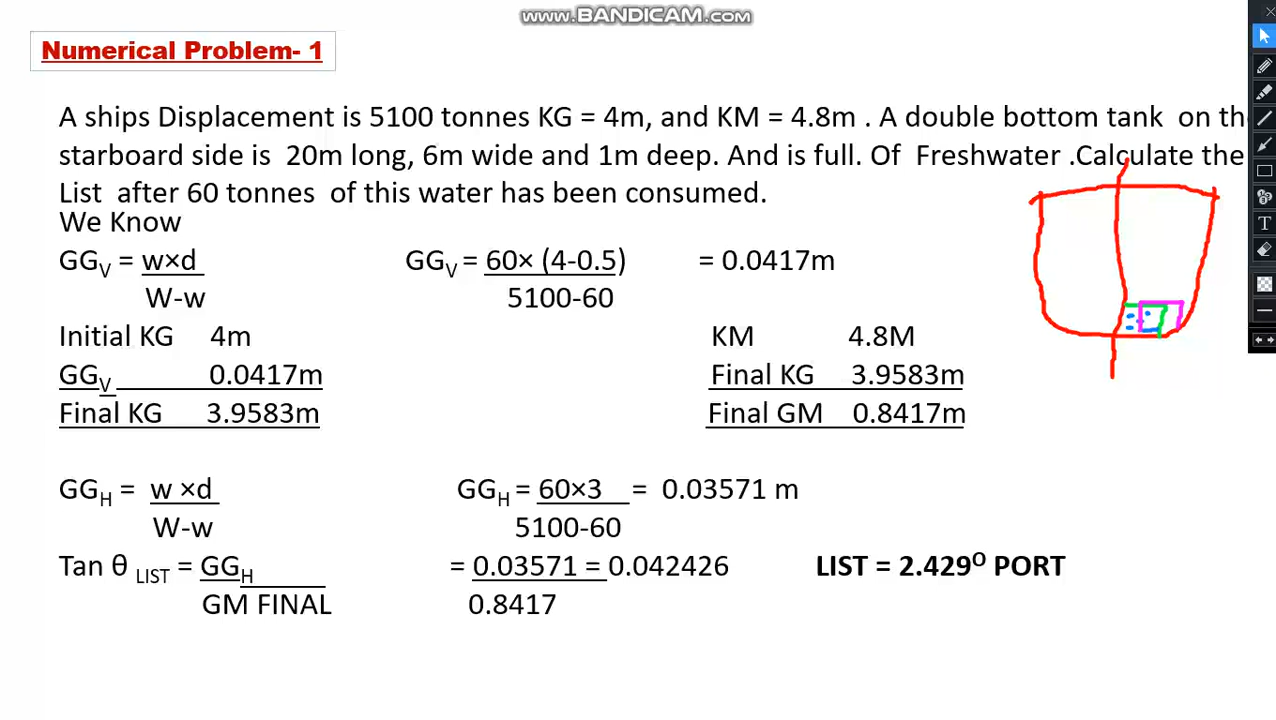 www.BANDICAM.com
Numerical Problem- 1
A ships Displacement is 5100 tonnes KG = 4m, and KM = 4.8m . A double bottom tank on th
starboard side is 20m long, 6m wide and 1m deep. And is full. Of Freshwater .Calculate the
List after 60 tonnes of this water has been consumed.
We Know
GGV = w×d GGV = 60× (4-0.5) = 0.0417m
W-w 5100-60
Initial KG 4m KM 4.8M
GGV 0.0417m Final KG 3.9583m
Final KG 3.9583m Final GM 0.8417m
GGH = w ×d GGH = 60×3 = 0.03571 m
W-w 5100-60
Tan θ LIST = GGH = 0.03571 = 0.042426 LIST = 2.429⁰ PORT
GM FINAL 0.8417